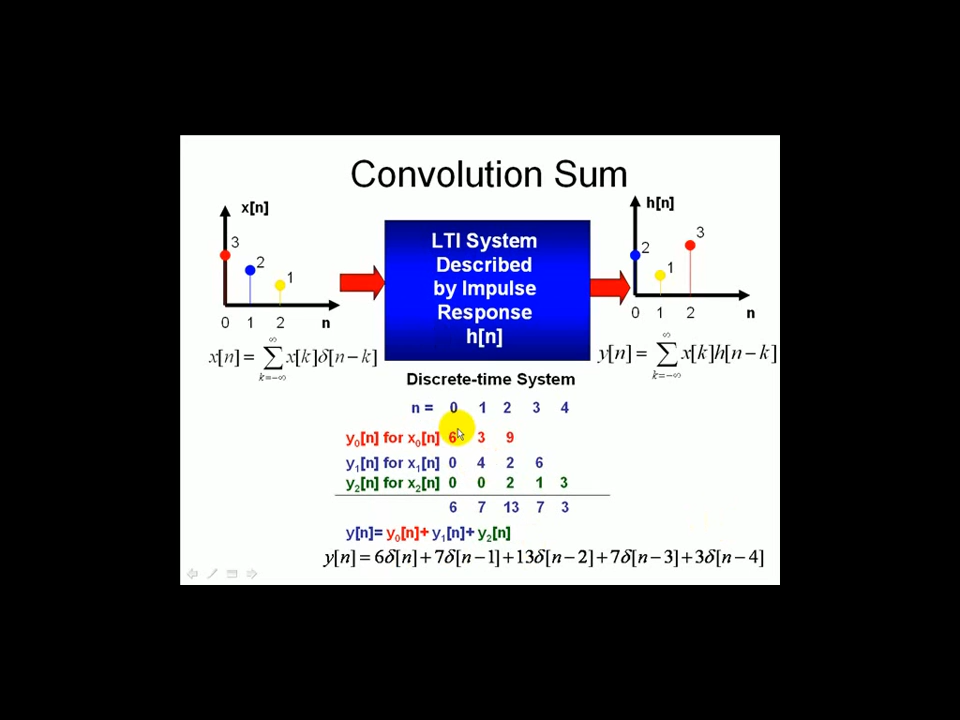 Convolution Sum
x[n]
3
2
1
0 1 2 n
x[n] = ∑ x[k]δ[n − k]
k=−∞
∞
LTI System
Described
by Impulse
Response
h[n]
h[n]
2
1
3
0 1 2 n
y[n] = ∑ x[k]h[n − k]
k=−∞
∞
Discrete-time System
n = 0 1 2 3 4
y₀[n] for x₀[n] 6 3 9
y₁[n] for x₁[n] 0 4 2 6
y₂[n] for x₂[n] 0 0 2 1 3
6 7 13 7 3
y[n]= y₀[n]+ y₁[n]+ y₂[n]
y[n] = 6δ[n]+7δ[n−1]+13δ[n−2]+7δ[n−3]+3δ[n−4]